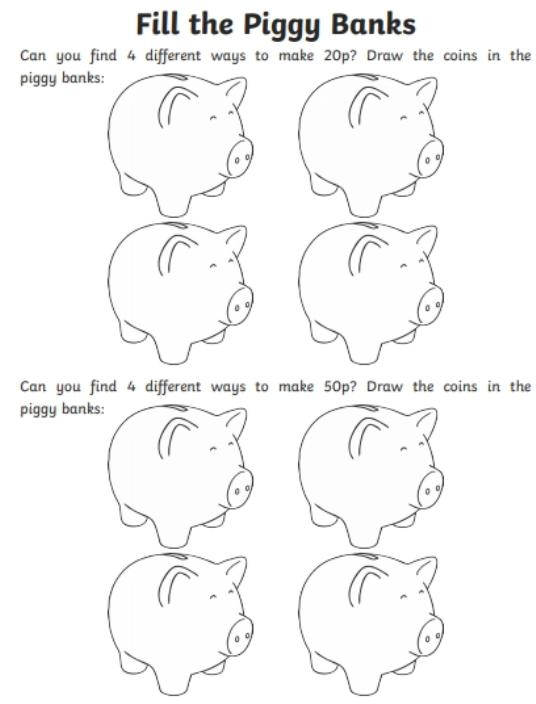 Fill the Piggy Banks
Can you find 4 different ways to make 20p? Draw the coins in the
piggy banks:
Can you find 4 different ways to make 50p? Draw the coins in the
piggy banks: